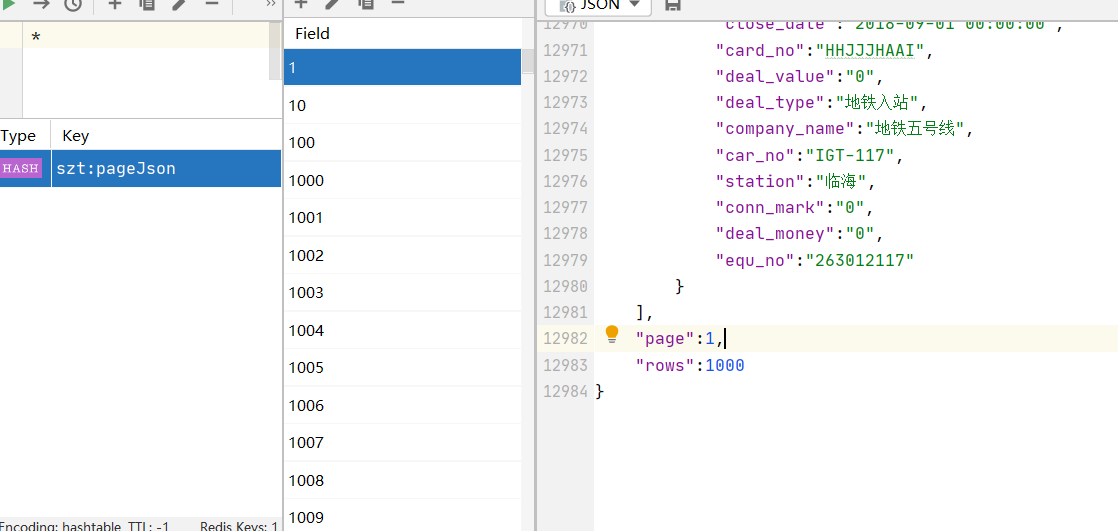 JSON
*
Type Key
HASH szt:pageJson
Encoding: hashtable, TTL: -1 Redis Keys: 1
Field
1
10
100
1000
1001
1002
1003
1004
1005
1006
1007
1008
1009
12970 "close_date":"2018-09-01 00:00:00",
12971 "card_no":"HHJJJHAAI",
12972 "deal_value":"0",
12973 "deal_type":"地铁入站",
12974 "company_name":"地铁五号线",
12975 "car_no":"IGT-117",
12976 "station":"临海",
12977 "conn_mark":"0",
12978 "deal_money":"0",
12979 "equ_no":"263012117"
12980 }
12981 ],
12982 "page":1,
12983 "rows":1000
12984 }